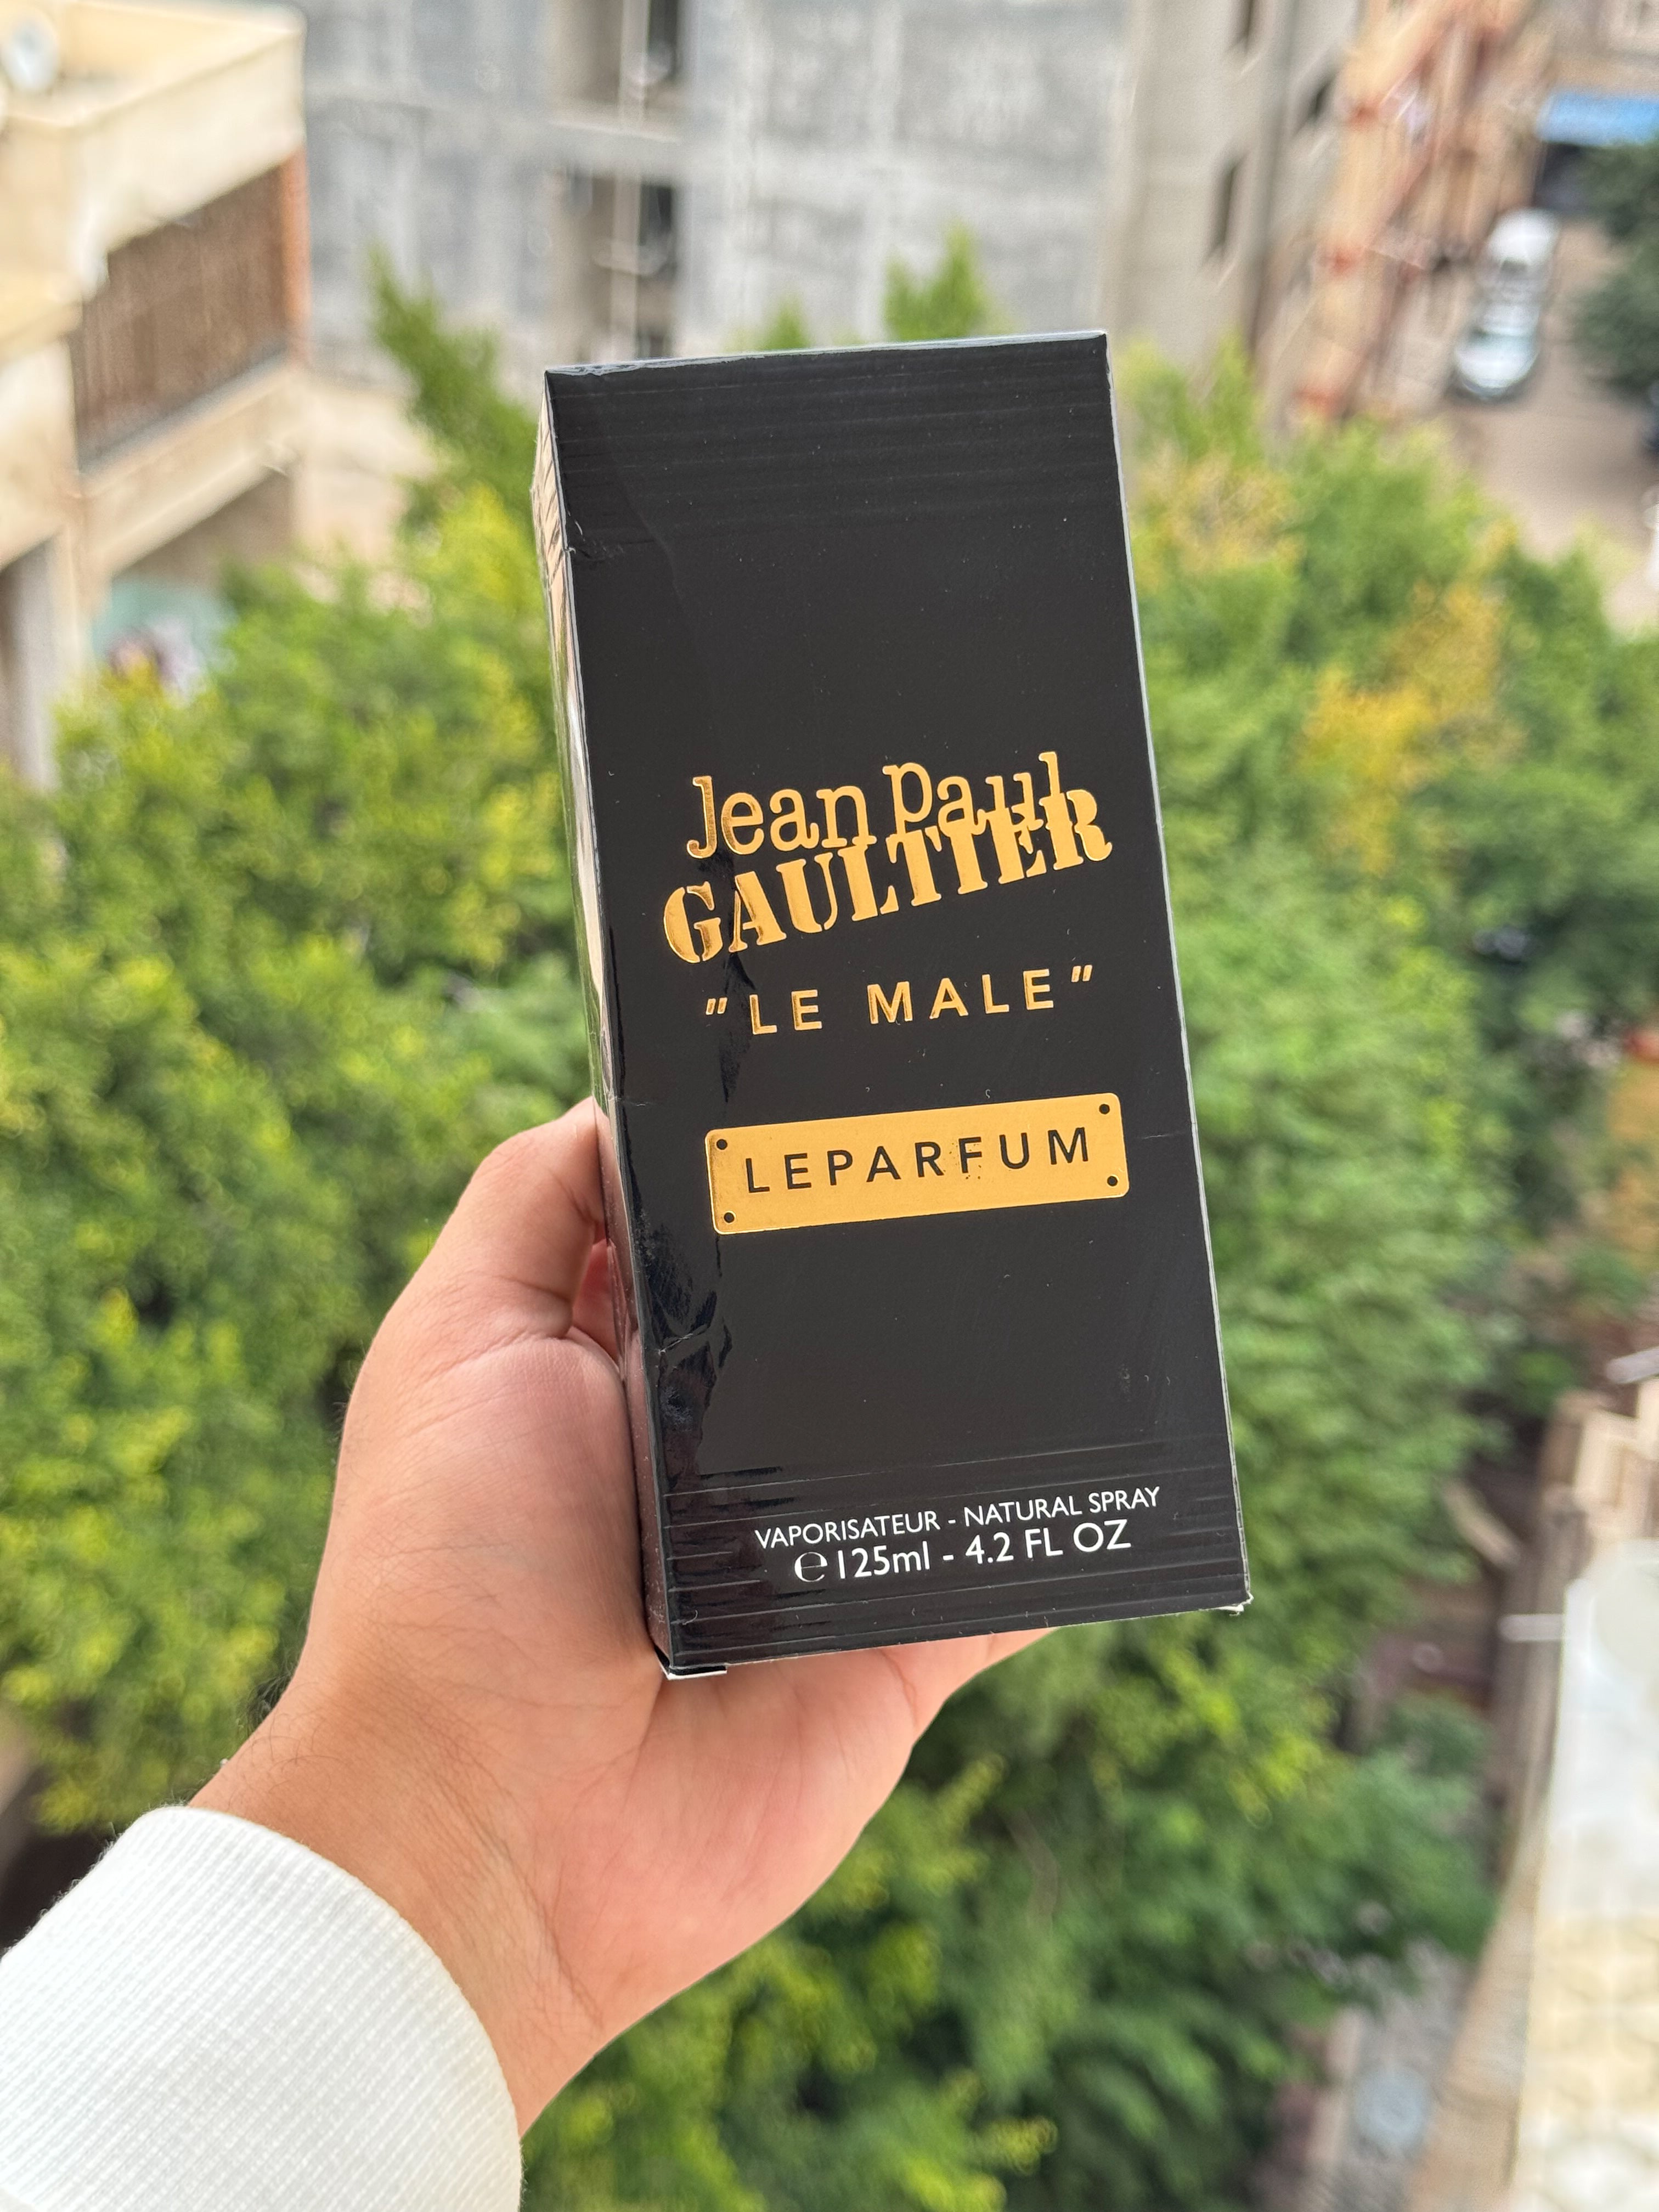 Jean Paul
GAULTIER
"LE MALE"
LEPARFUM
VAPORISATEUR - NATURAL SPRAY
℮125ml - 4.2 FL OZ